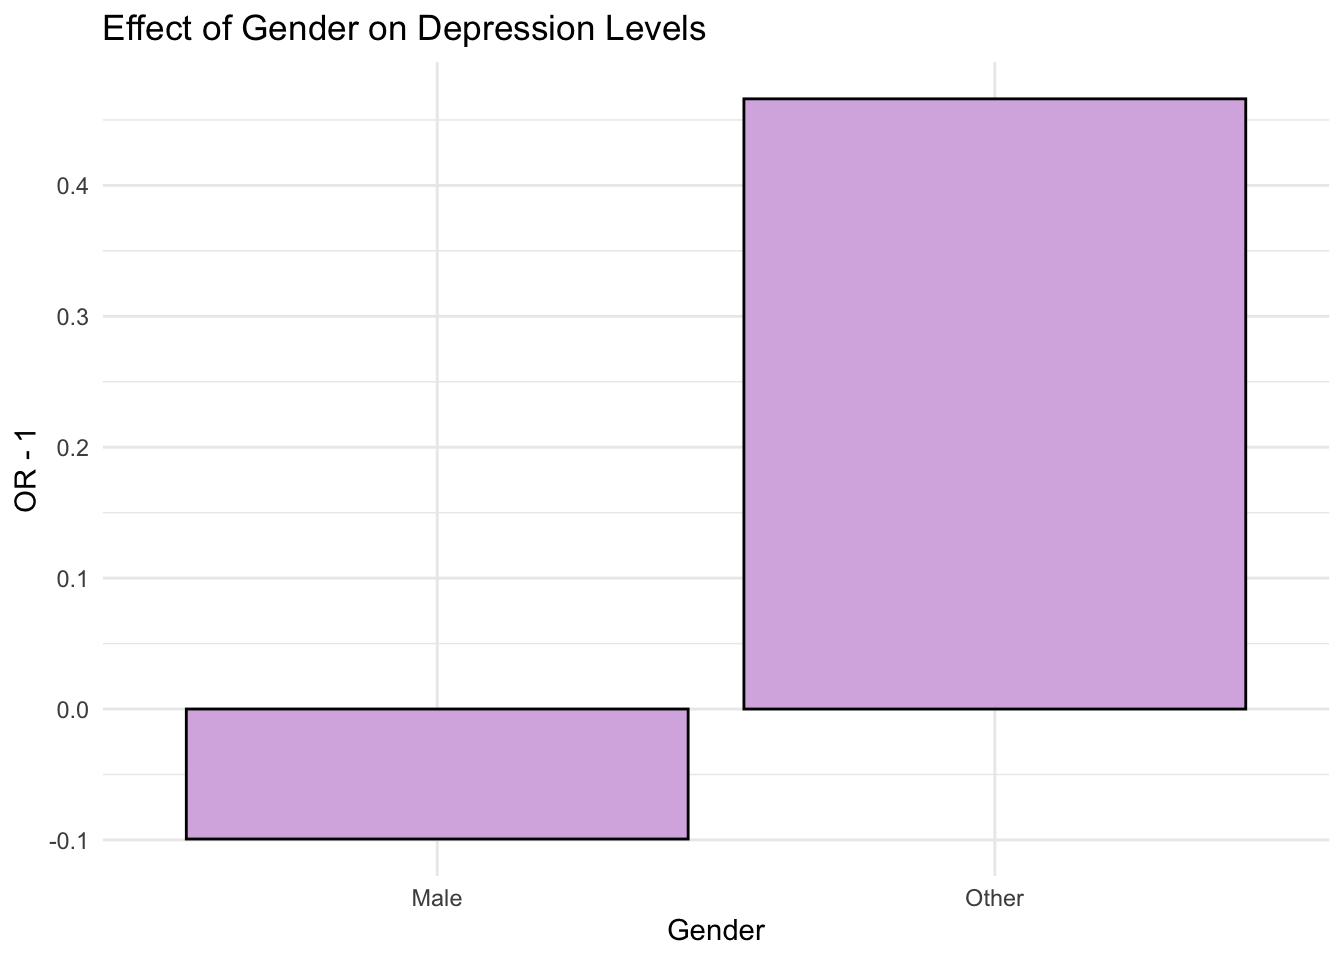 Effect of Gender on Depression Levels
OR - 1
0.4
0.3
0.2
0.1
0.0
-0.1
Male
Other
Gender